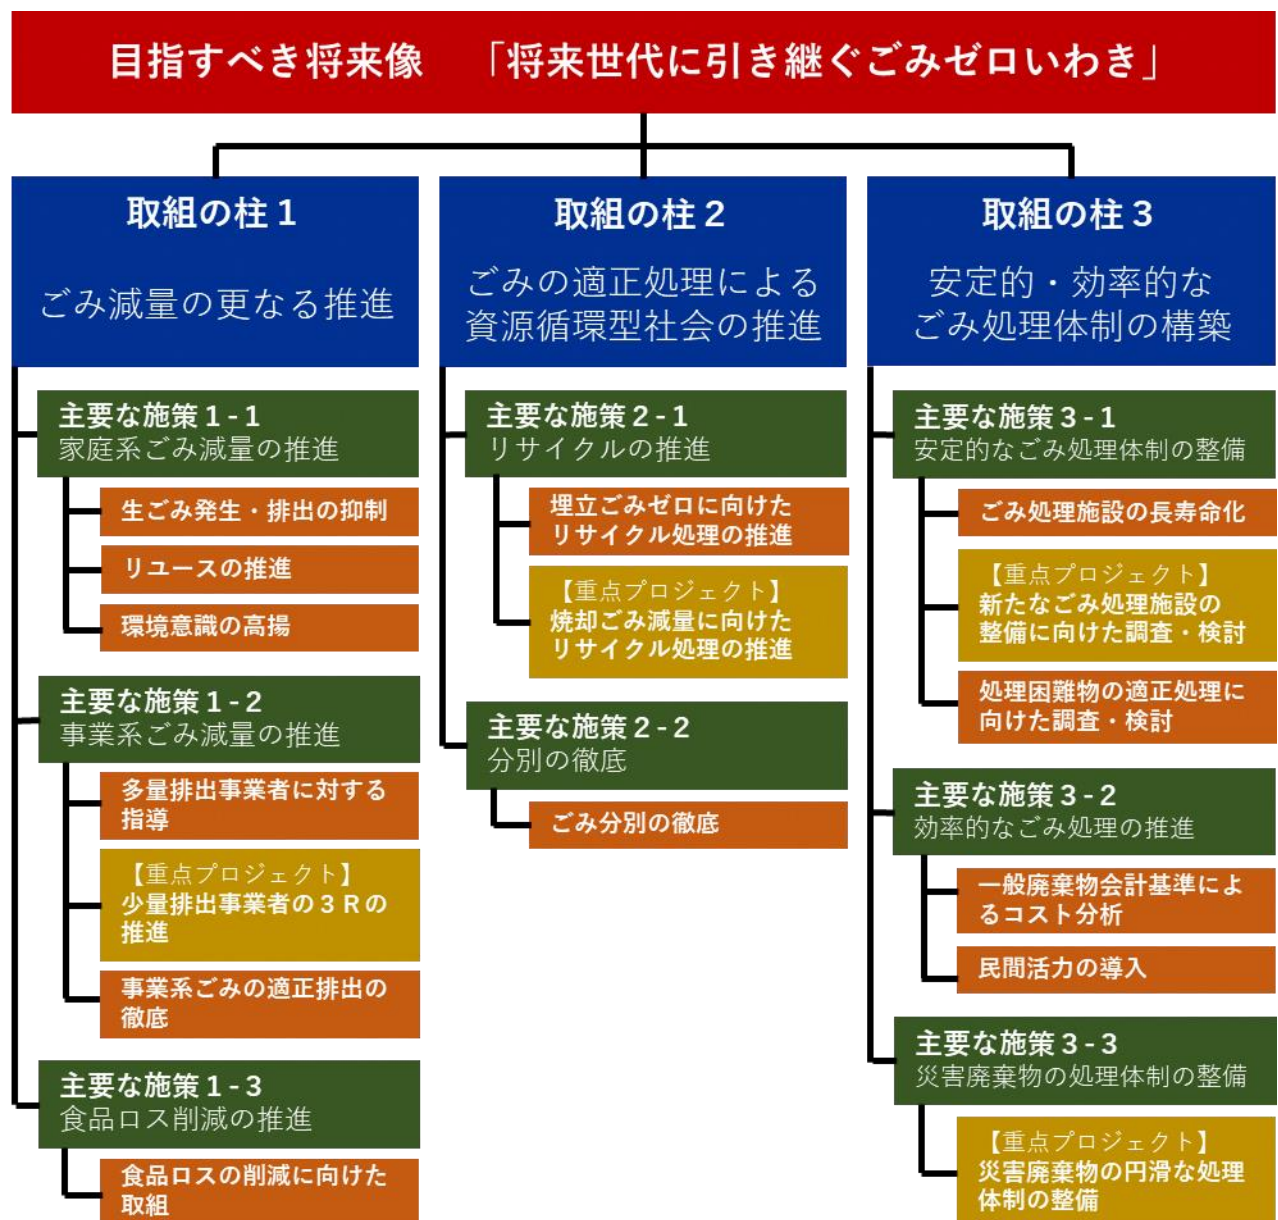 目指すべき将来像　「将来世代に引き継ぐごみゼロいわき」
取組の柱１
ごみ減量の更なる推進
主要な施策１-１
家庭系ごみ減量の推進
生ごみ発生・排出の抑制
リユースの推進
環境意識の高揚
主要な施策１-２
事業系ごみ減量の推進
多量排出事業者に対する
指導
【重点プロジェクト】
少量排出事業者の３Ｒの
推進
事業系ごみの適正排出の
徹底
主要な施策１-３
食品ロス削減の推進
食品ロスの削減に向けた
取組
取組の柱２
ごみの適正処理による
資源循環型社会の推進
主要な施策２-１
リサイクルの推進
埋立ごみゼロに向けた
リサイクル処理の推進
【重点プロジェクト】
焼却ごみ減量に向けた
リサイクル処理の推進
主要な施策２-２
分別の徹底
ごみ分別の徹底
取組の柱３
安定的・効率的な
ごみ処理体制の構築
主要な施策３-１
安定的なごみ処理体制の整備
ごみ処理施設の長寿命化
【重点プロジェクト】
新たなごみ処理施設の
整備に向けた調査・検討
処理困難物の適正処理に
向けた調査・検討
主要な施策３-２
効率的なごみ処理の推進
一般廃棄物会計基準によ
るコスト分析
民間活力の導入
主要な施策３-３
災害廃棄物の処理体制の整備
【重点プロジェクト】
災害廃棄物の円滑な処理
体制の整備